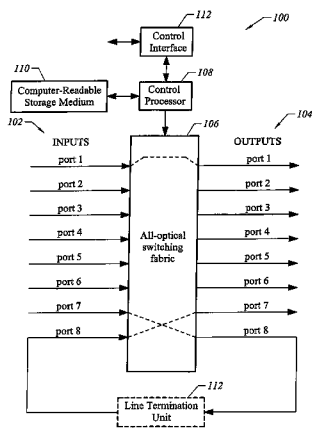 112
100
Control
Interface
110
108
Computer-Readable
Storage Medium
Control
Processor
102
106
104
INPUTS
OUTPUTS
port 1
port 1
port 2
port 2
port 3
port 3
port 4
All-optical
switching
fabric
port 4
port 5
port 5
port 6
port 6
port 7
port 7
port 8
port 8
112
Line Termination
Unit